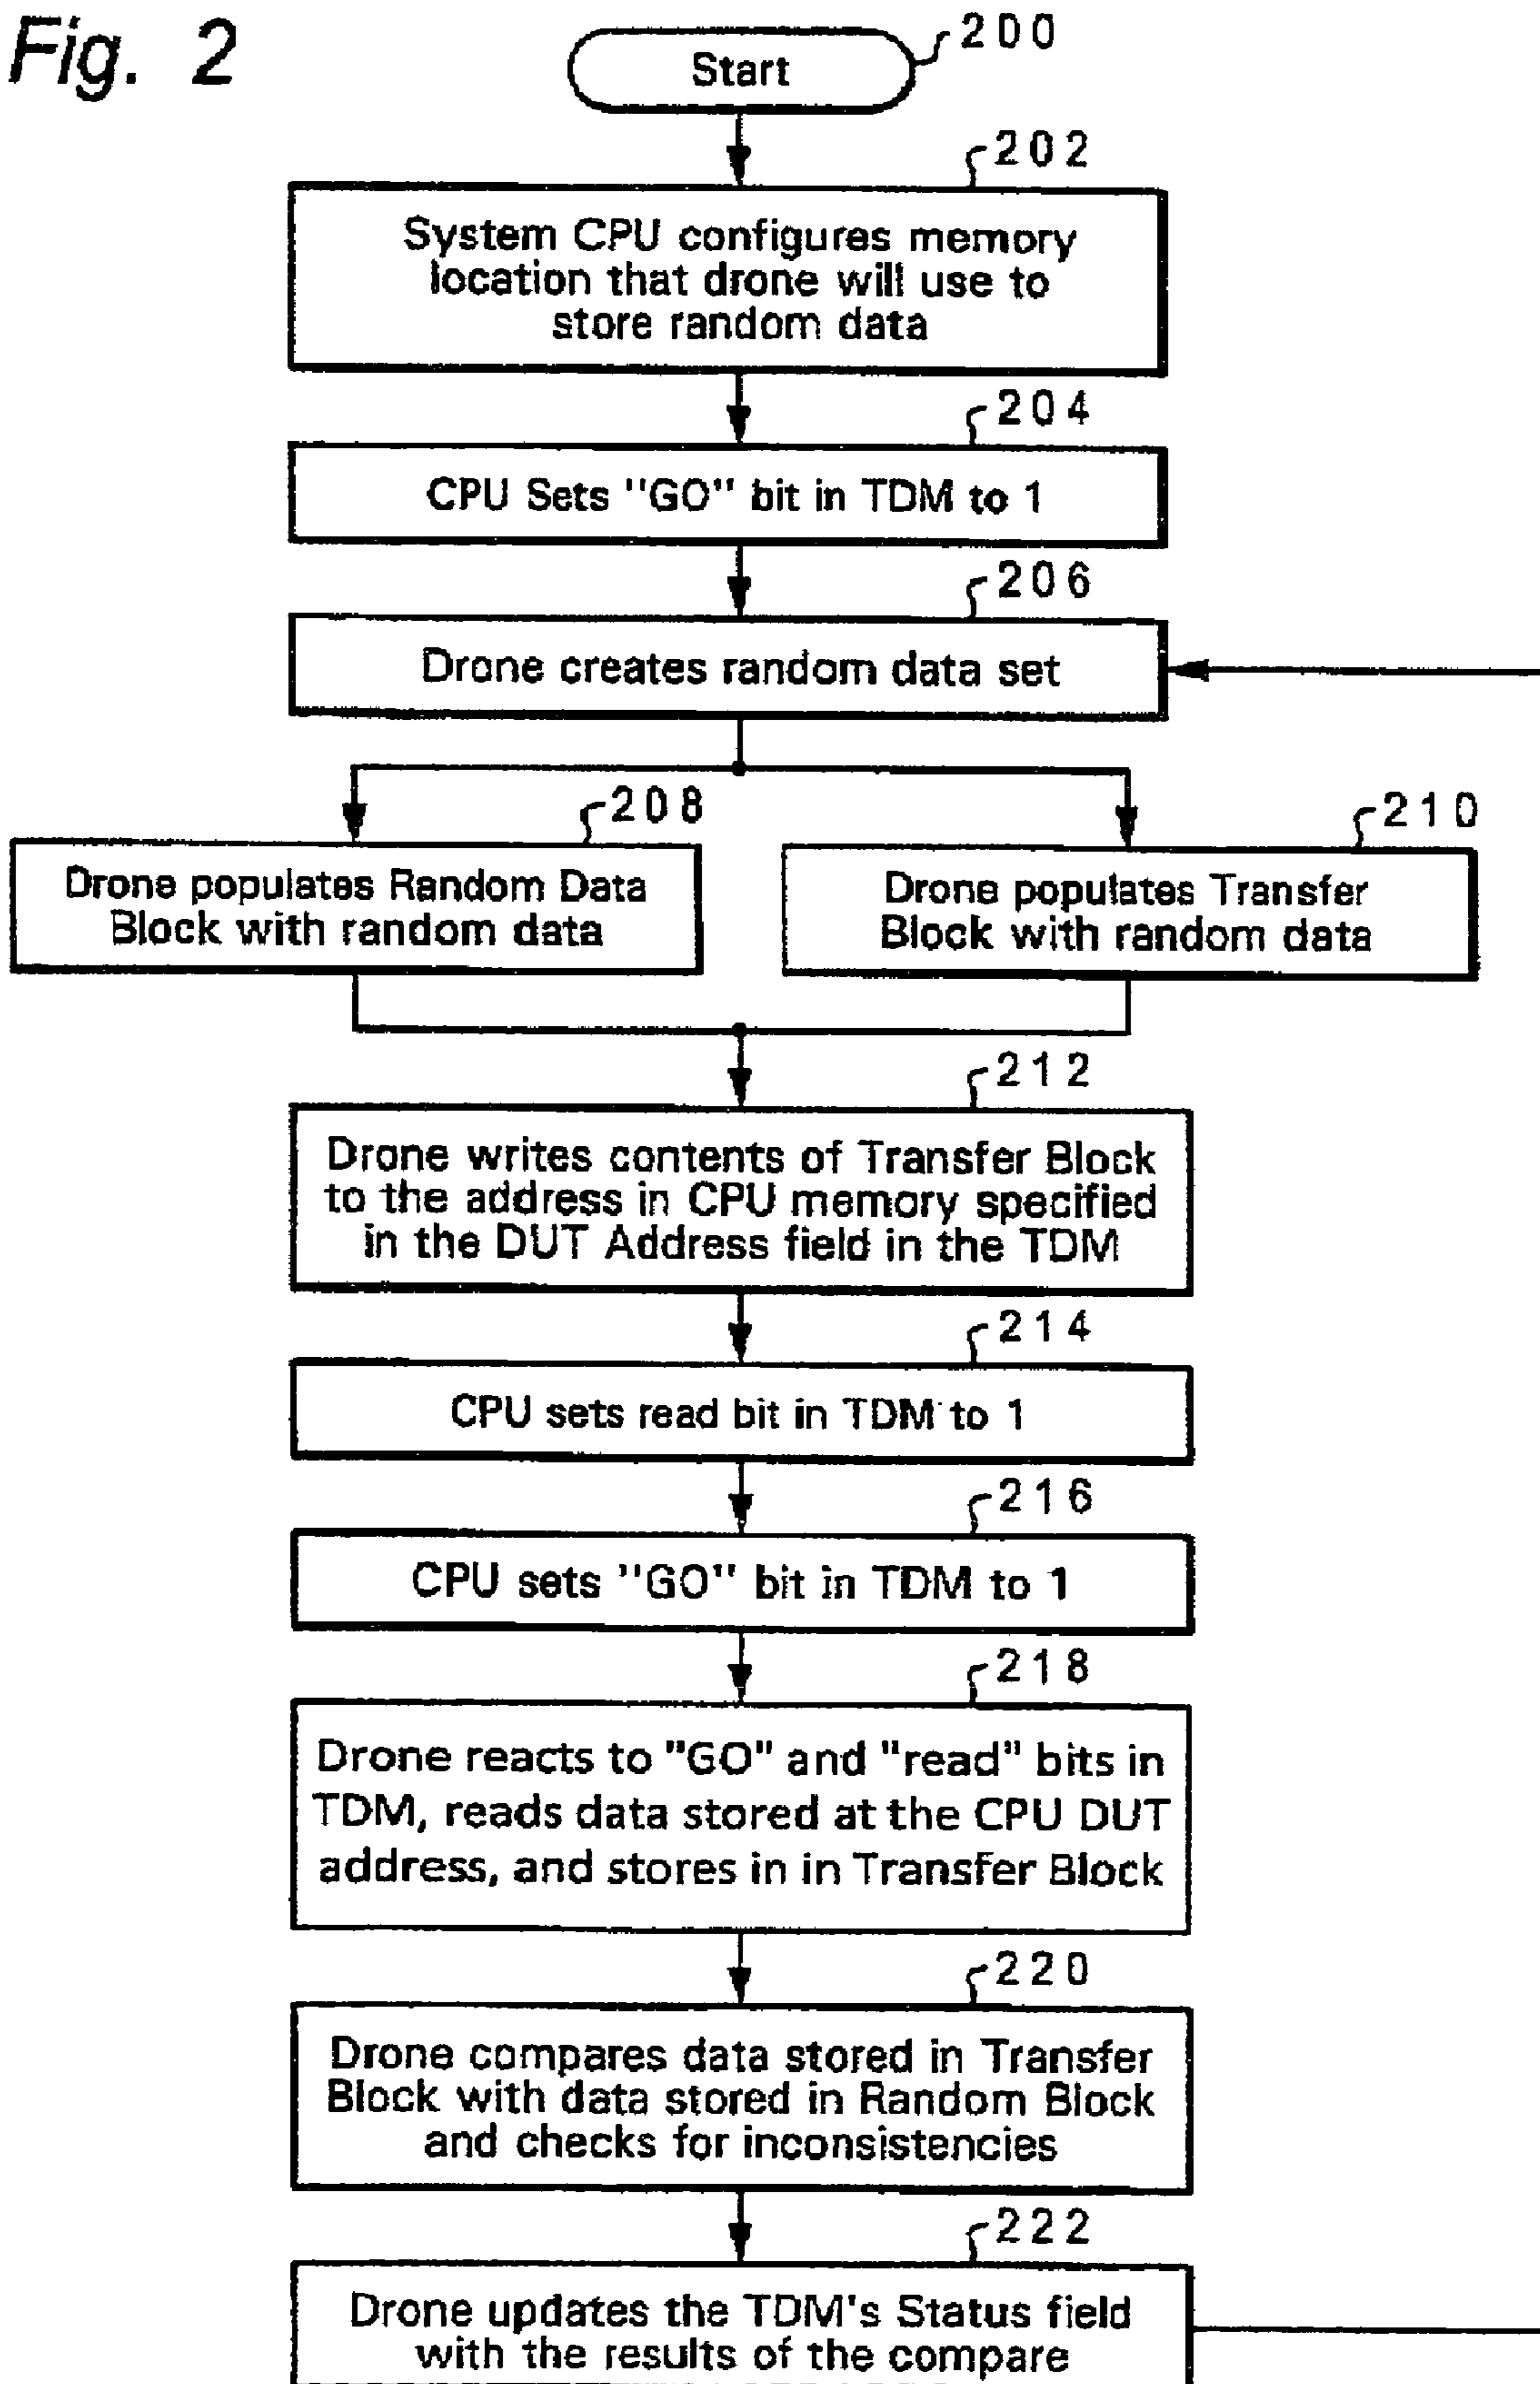 Fig. 2
Start
200
202
System CPU configures memory
location that drone will use to
store random data
204
CPU Sets "GO" bit in TDM to 1
206
Drone creates random data set
208
Drone populates Random Data
Block with random data
210
Drone populates Transfer
Block with random data
212
Drone writes contents of Transfer Block
to the address in CPU memory specified
in the DUT Address field in the TDM
214
CPU sets read bit in TDM to 1
216
CPU sets "GO" bit in TDM to 1
218
Drone reacts to "GO" and "read" bits in
TDM, reads data stored at the CPU DUT
address, and stores in in Transfer Block
220
Drone compares data stored in Transfer
Block with data stored in Random Block
and checks for inconsistencies
222
Drone updates the TDM's Status field
with the results of the compare